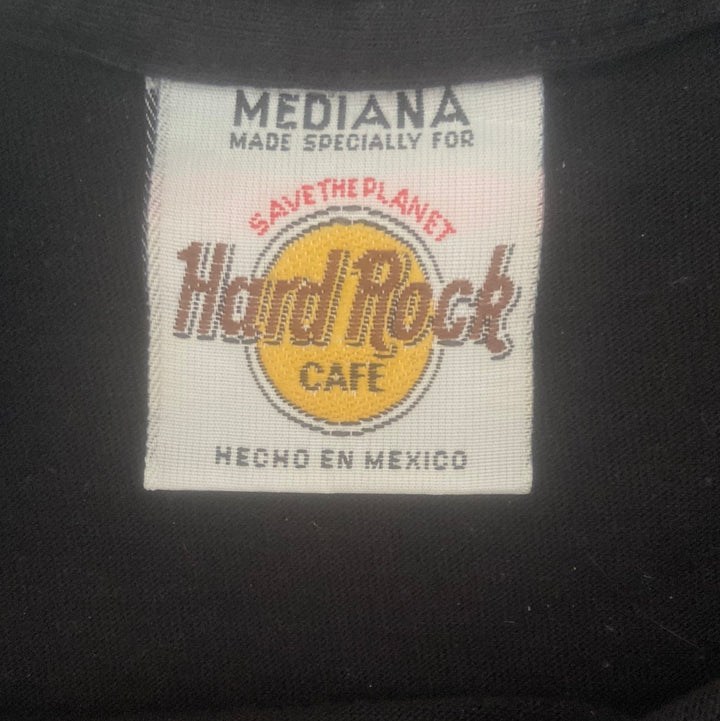 MEDIANA
MADE SPECIALLY FOR
SAVE THE PLANET
Hard Rock
CAFE
HECHO EN MEXICO